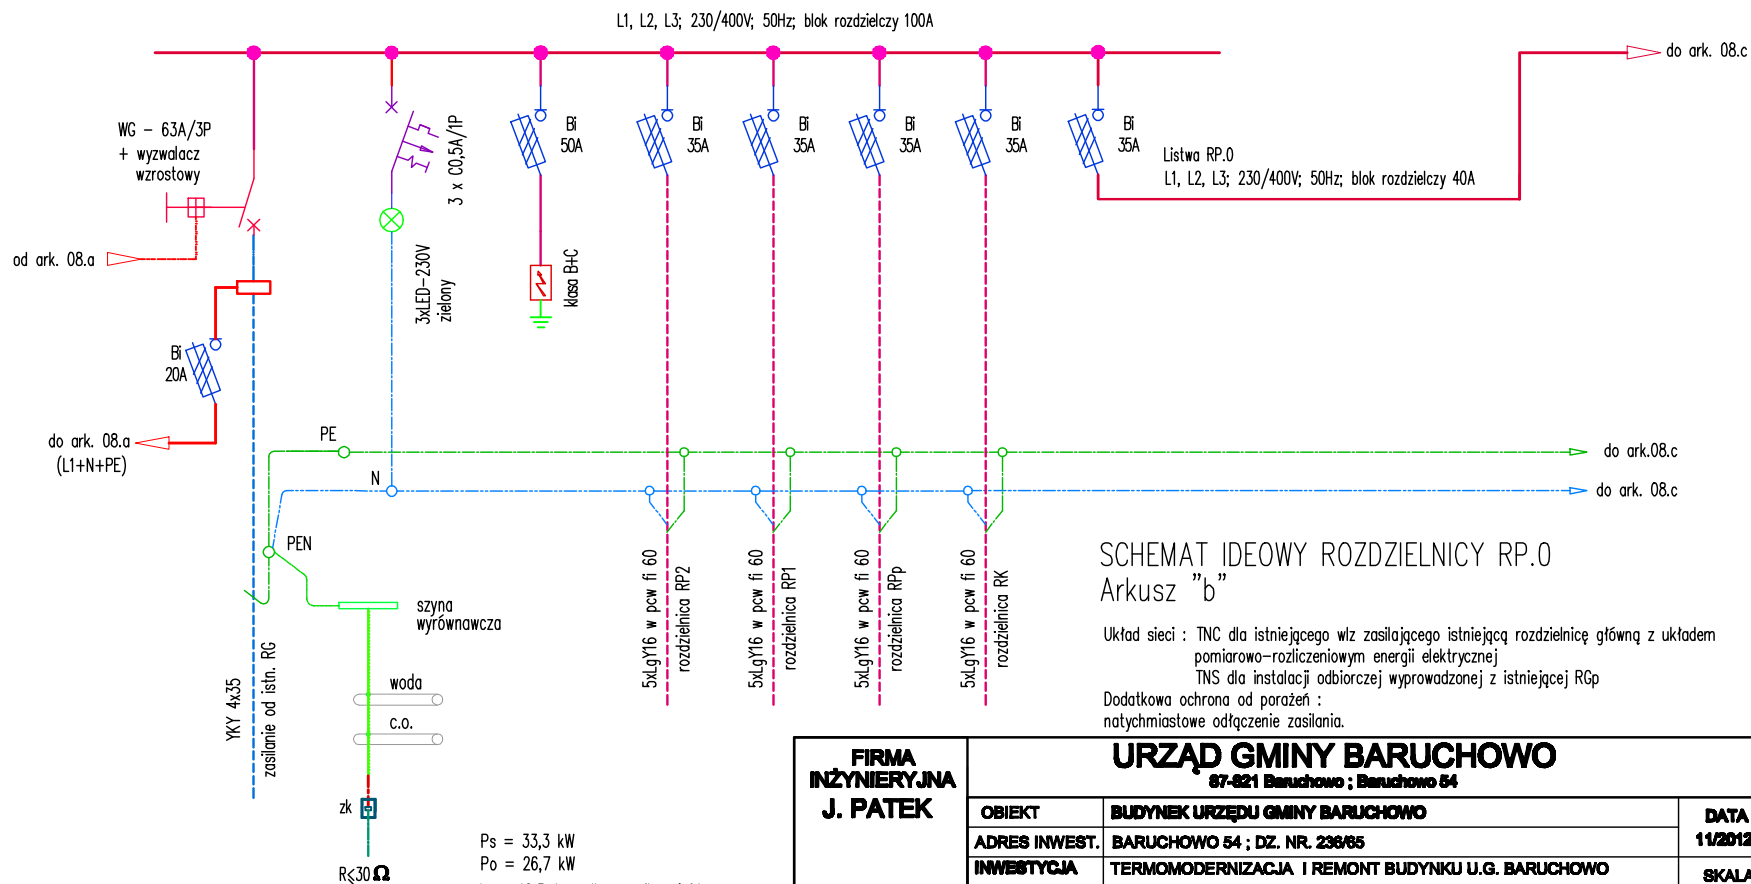 L1, L2, L3; 230/400V; 50Hz; blok rozdzielczy 100A
do ark. 08.c
WG - 63A/3P
+ wyzwalacz
wzrostowy
od ark. 08.a
3 x C0,5A/1P
3xLED-230V
zielony
Bi
50A
klasa B+C
Bi
35A
Bi
35A
Bi
35A
Bi
35A
Bi
35A
Listwa RP.0
L1, L2, L3; 230/400V; 50Hz; blok rozdzielczy 40A
Bi
20A
do ark. 08.a
(L1+N+PE)
PE
do ark.08.c
N
do ark. 08.c
PEN
szyna
wyrównawcza
woda
c.o.
zk
R≤30 Ω
YKY 4x35
zasilanie od istn. RG
5xLgY16 w pcw fi 60
rozdzielnica RP2
5xLgY16 w pcw fi 60
rozdzielnica RP1
5xLgY16 w pcw fi 60
rozdzielnica RPp
5xLgY16 w pcw fi 60
rozdzielnica RK
SCHEMAT IDEOWY ROZDZIELNICY RP.0
Arkusz "b"
Układ sieci : TNC dla istniejącego wlz zasilającego istniejącą rozdzielnicę główną z układem
pomiarowo-rozliczeniowym energii elektrycznej
TNS dla instalacji odbiorczej wyprowadzonej z istniejącej RGp
Dodatkowa ochrona od porażeń :
natychmiastowe odłączenie zasilania.
Ps = 33,3 kW
Po = 26,7 kW
FIRMA
INŻYNIERYJNA
J. PATEK
URZĄD GMINY BARUCHOWO
87-821 Baruchowo ; Baruchowo 54
OBIEKT
BUDYNEK URZĘDU GMINY BARUCHOWO
DATA
11/2012
ADRES INWEST.
BARUCHOWO 54 ; DZ. NR. 236/65
INWESTYCJA
TERMOMODERNIZACJA I REMONT BUDYNKU U.G. BARUCHOWO
SKALA